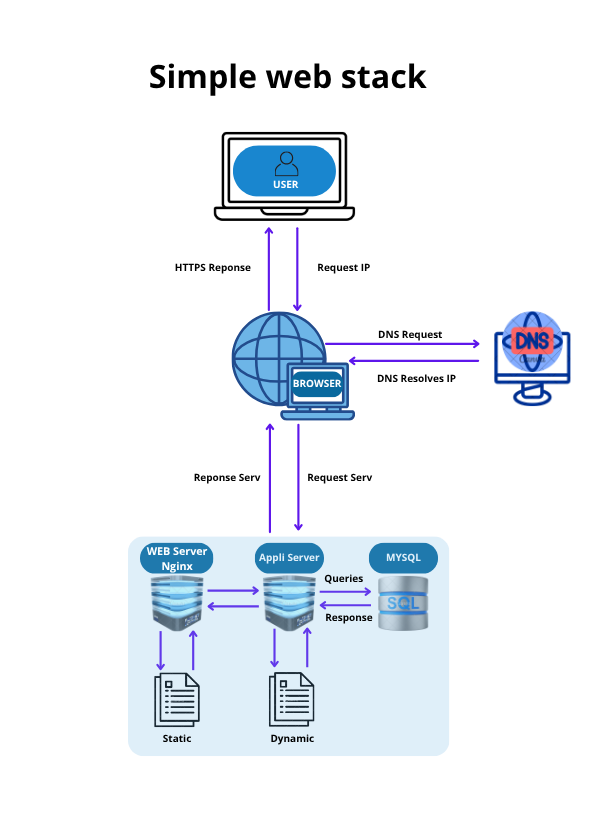 Simple web stack
USER
HTTPS Reponse
Request IP
DNS Request
DNS
BROWSER
DNS Resolves IP
Reponse Serv
Request Serv
WEB Server
Nginx
Appli Server
MYSQL
Queries
SQL
Response
Static
Dynamic